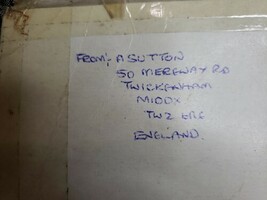 FROM:- A SUTTON
50 MEREWAY RD
TWICKENHAM
MIDDX
TW2 6RG
ENGLAND.